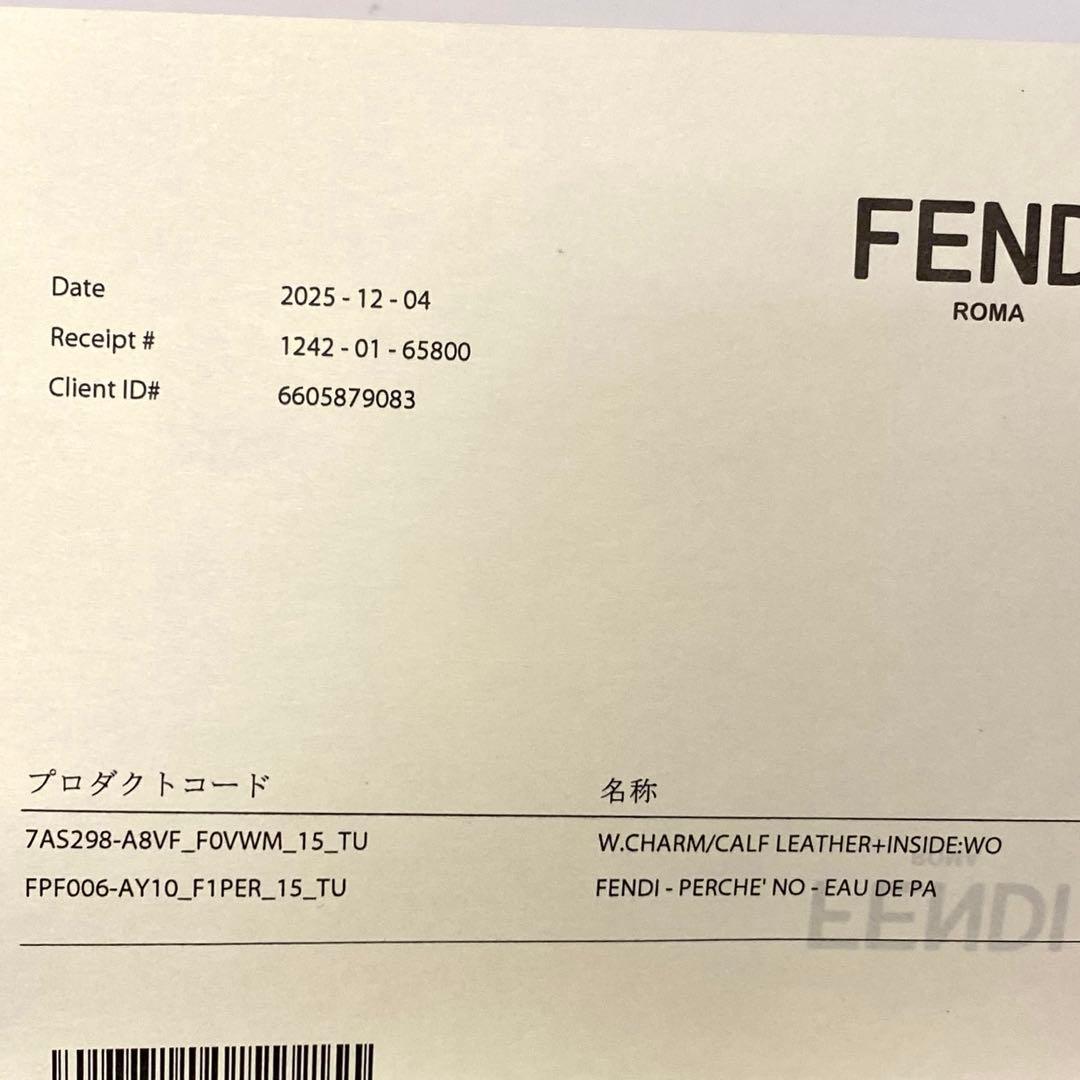 FEND
ROMA
Date 2025 - 12 - 04
Receipt # 1242 - 01 - 65800
Client ID# 6605879083
プロダクトコード 名称
7AS298-A8VF_F0VWM_15_TU W.CHARM/CALF LEATHER+INSIDE:WO
FPF006-AY10_F1PER_15_TU FENDI - PERCHE' NO - EAU DE PA
ROMA
FENDI